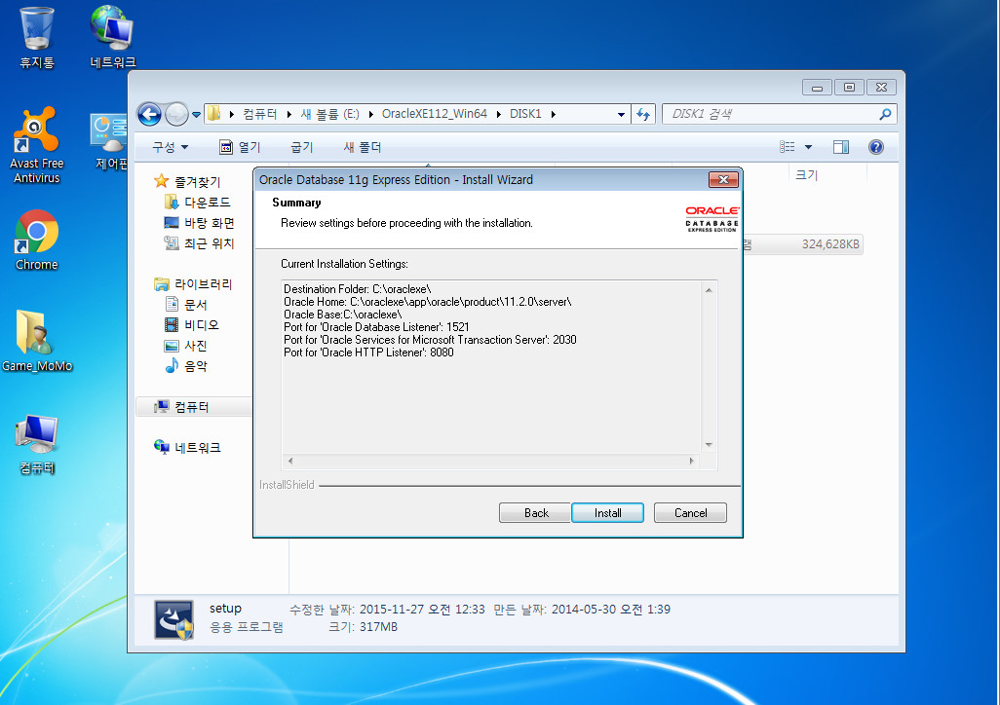 휴지통
네트워크
Avast Free
Antivirus
제어판
Chrome
Game_MoMo
컴퓨터
컴퓨터 새 볼륨 (E:) OracleXE112_Win64 DISK1
DISK1 검색
구성 열기 굽기 새 폴더
즐겨찾기
다운로드
바탕 화면
최근 위치
라이브러리
문서
비디오
사진
음악
컴퓨터
네트워크
크기
324,628KB
Oracle Database 11g Express Edition - Install Wizard
Summary
Review settings before proceeding with the installation.
ORACLE
DATABASE
EXPRESS EDITION
Current Installation Settings:
Destination Folder: C:\oraclexe\
Oracle Home: C:\oraclexe\app\oracle\product\11.2.0\server\
Oracle Base:C:\oraclexe\
Port for 'Oracle Database Listener': 1521
Port for 'Oracle Services for Microsoft Transaction Server': 2030
Port for 'Oracle HTTP Listener': 8080
InstallShield
Back Install Cancel
setup 수정한 날짜: 2015-11-27 오전 12:33 만든 날짜: 2014-05-30 오전 1:39
응용 프로그램 크기: 317MB